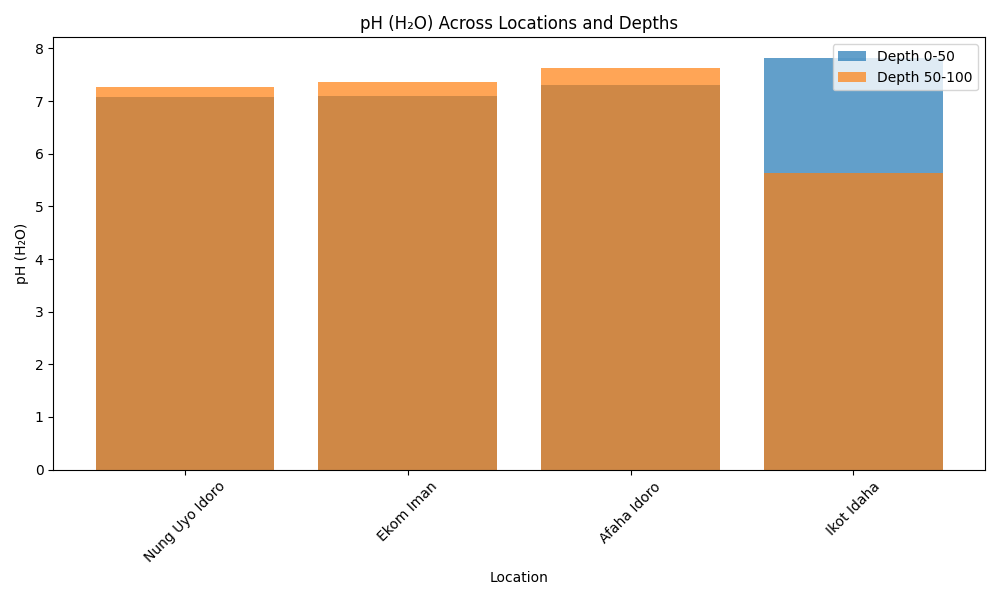 pH (H₂O) Across Locations and Depths
Depth 0-50
Depth 50-100
8
7
6
5
4
3
2
1
0
pH (H₂O)
Nung Uyo Idoro
Ekom Iman
Afaha Idoro
Ikot Idaha
Location